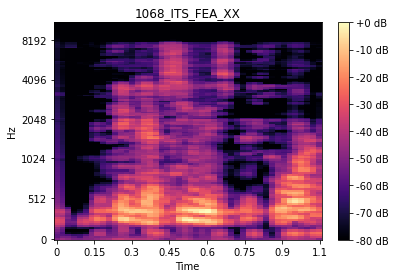 1068_ITS_FEA_XX
8192
4096
2048
1024
512
0
Hz
0
0.15
0.3
0.45
0.6
0.75
0.9
1.1
Time
+0 dB
-10 dB
-20 dB
-30 dB
-40 dB
-50 dB
-60 dB
-70 dB
-80 dB